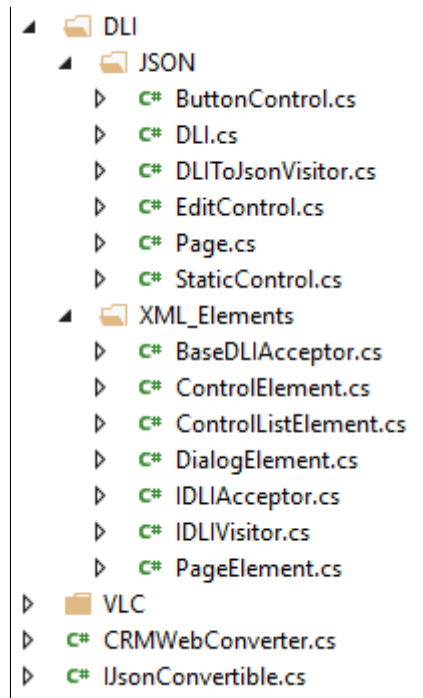 DLI
JSON
C# ButtonControl.cs
C# DLI.cs
C# DLIToJsonVisitor.cs
C# EditControl.cs
C# Page.cs
C# StaticControl.cs
XML_Elements
C# BaseDLIAcceptor.cs
C# ControlElement.cs
C# ControlListElement.cs
C# DialogElement.cs
C# IDLIAcceptor.cs
C# IDLIVisitor.cs
C# PageElement.cs
VLC
C# CRMWebConverter.cs
C# IJsonConvertible.cs